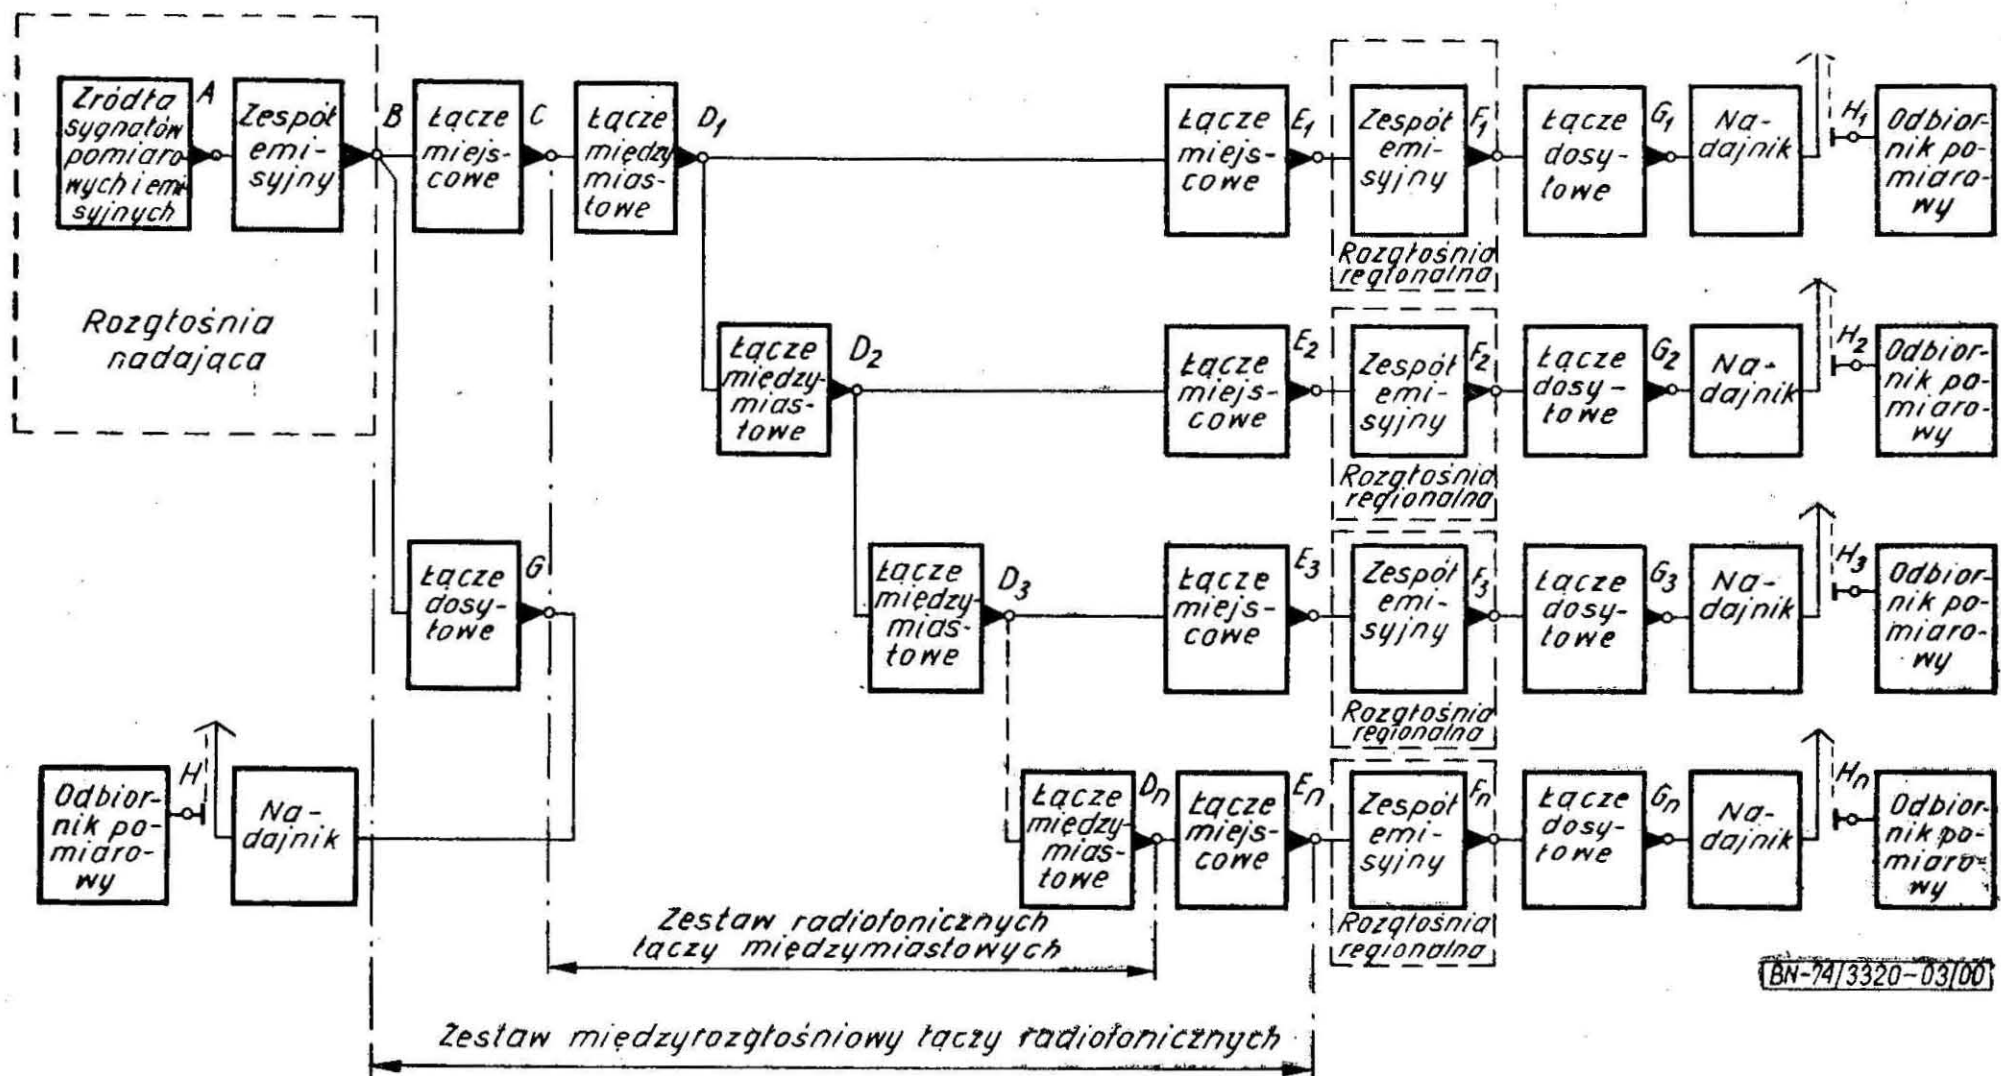 Źródła
sygnałów
pomiaro
wych i emi
syjnych
A
Zespół
emi-
syjny
B
Łącze
miejs-
cowe
C
Łącze
między
mias-
towe
D1
Łącze
miejs-
cowe
E1
Zespół
emi-
syjny
F1
Rozgłośnia
regionalna
Łącze
dosy-
łowe
G1
Na-
dajnik
H1
Odbior-
nik po-
miaro-
wy
Rozgłośnia
nadająca
Łącze
między-
mias-
towe
D2
Łącze
miejs-
cowe
E2
Zespół
emi-
syjny
F2
Rozgłośnia
regionalna
Łącze
dosy-
łowe
G2
Na-
dajnik
H2
Odbior-
nik po-
miaro-
wy
Łącze
dosy-
łowe
G
Łącze
między-
mias-
towe
D3
Łącze
miejs-
cowe
E3
Zespół
emi-
syjny
F3
Rozgłośnia
regionalna
Łącze
dosy-
łowe
G3
Na-
dajnik
H3
Odbior-
nik po-
miaro-
wy
Odbior-
nik po-
miaro-
wy
H
Na-
dajnik
Łącze
między-
mias-
towe
Dn
Łącze
miejs-
cowe
En
Zespół
emi-
syjny
Fn
Rozgłośnia
regionalna
Łącze
dosy-
łowe
Gn
Na-
dajnik
Hn
Odbior-
nik po-
miaro-
wy
Zestaw radiofonicznych
łączy międzymiastowych
BN-74/3320-03/00
Zestaw międzyrozgłośniowy łączy radiofonicznych